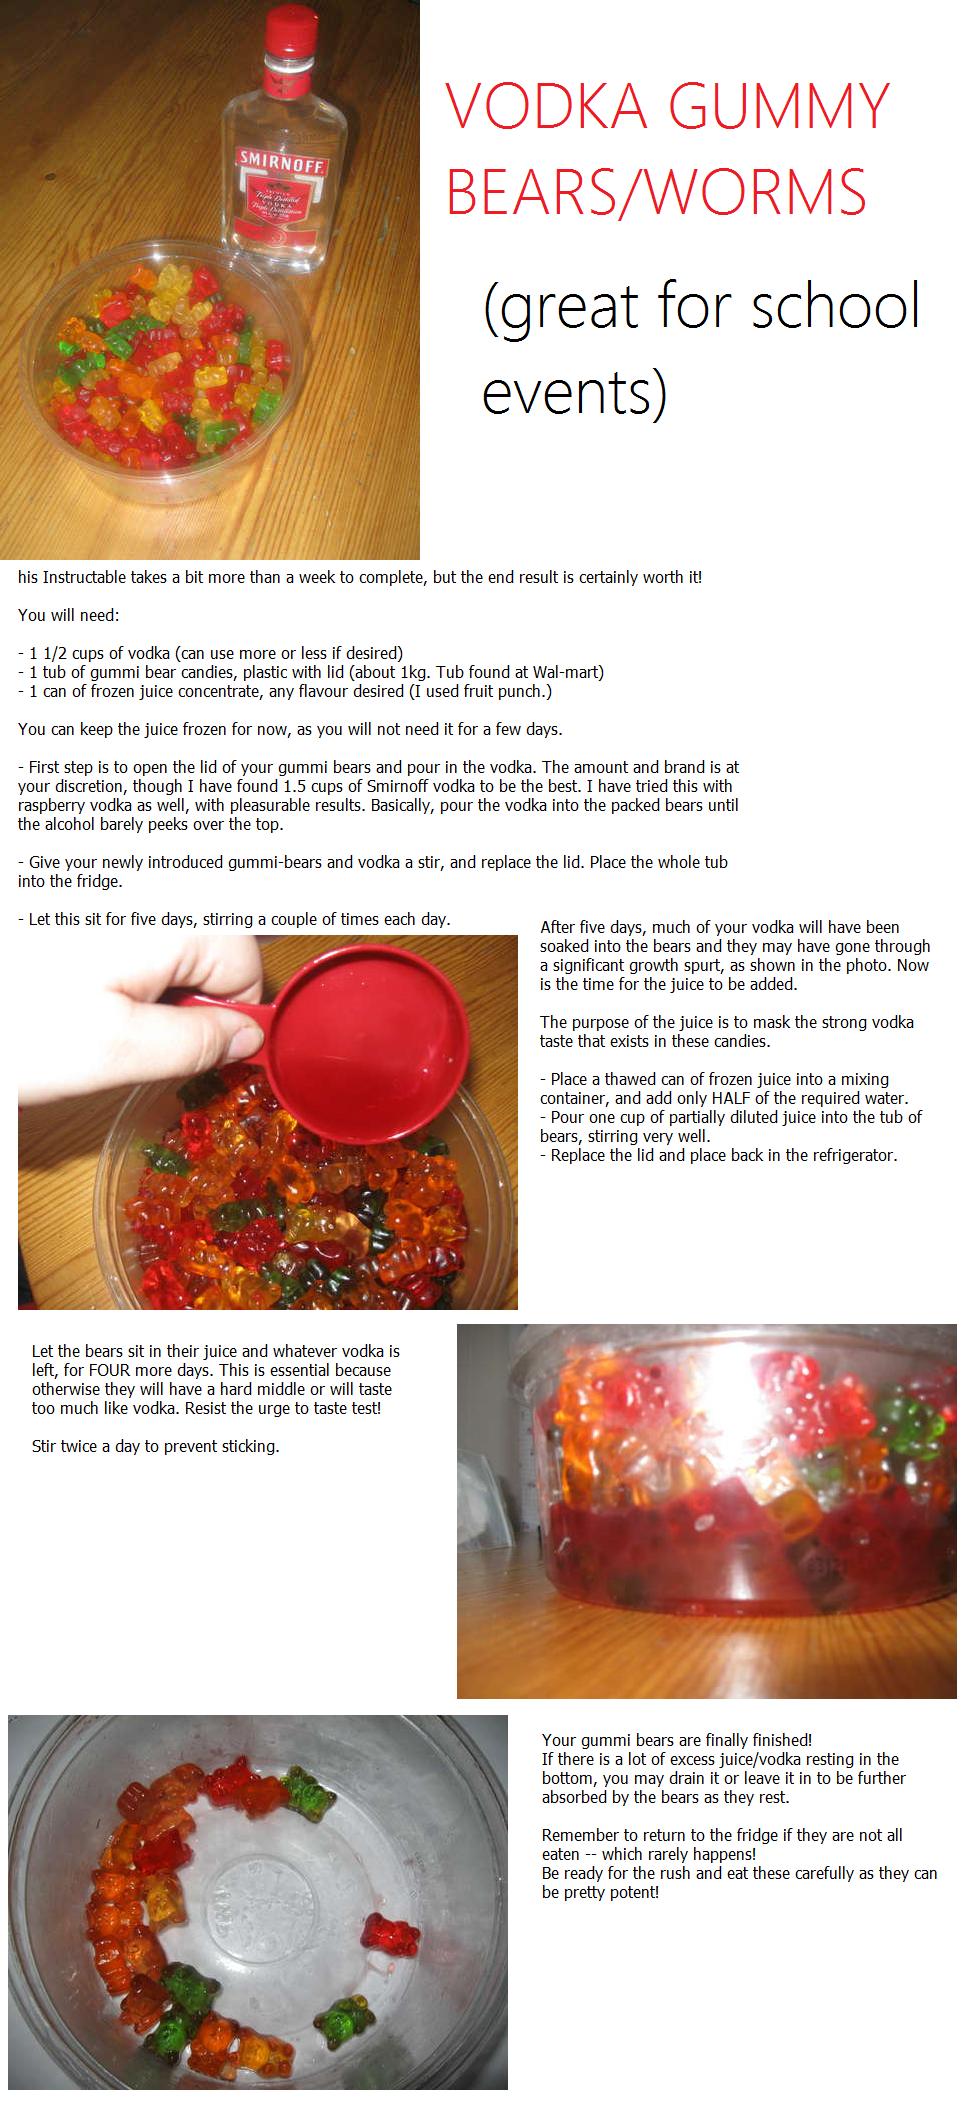 SMIRNOFF
VODKA GUMMY
BEARS/WORMS
(great for school
events)
his Instructable takes a bit more than a week to complete, but the end result is certainly worth it!
You will need:
- 1 1/2 cups of vodka (can use more or less if desired)
- 1 tub of gummi bear candies, plastic with lid (about 1kg. Tub found at Wal-mart)
- 1 can of frozen juice concentrate, any flavour desired (I used fruit punch.)
You can keep the juice frozen for now, as you will not need it for a few days.
- First step is to open the lid of your gummi bears and pour in the vodka. The amount and brand is at
your discretion, though I have found 1.5 cups of Smirnoff vodka to be the best. I have tried this with
raspberry vodka as well, with pleasurable results. Basically, pour the vodka into the packed bears until
the alcohol barely peeks over the top.
- Give your newly introduced gummi-bears and vodka a stir, and replace the lid. Place the whole tub
into the fridge.
- Let this sit for five days, stirring a couple of times each day.
After five days, much of your vodka will have been
soaked into the bears and they may have gone through
a significant growth spurt, as shown in the photo. Now
is the time for the juice to be added.
The purpose of the juice is to mask the strong vodka
taste that exists in these candies.
- Place a thawed can of frozen juice into a mixing
container, and add only HALF of the required water.
- Pour one cup of partially diluted juice into the tub of
bears, stirring very well.
- Replace the lid and place back in the refrigerator.
Let the bears sit in their juice and whatever vodka is
left, for FOUR more days. This is essential because
otherwise they will have a hard middle or will taste
too much like vodka. Resist the urge to taste test!
Stir twice a day to prevent sticking.
Your gummi bears are finally finished!
If there is a lot of excess juice/vodka resting in the
bottom, you may drain it or leave it in to be further
absorbed by the bears as they rest.
Remember to return to the fridge if they are not all
eaten -- which rarely happens!
Be ready for the rush and eat these carefully as they can
be pretty potent!